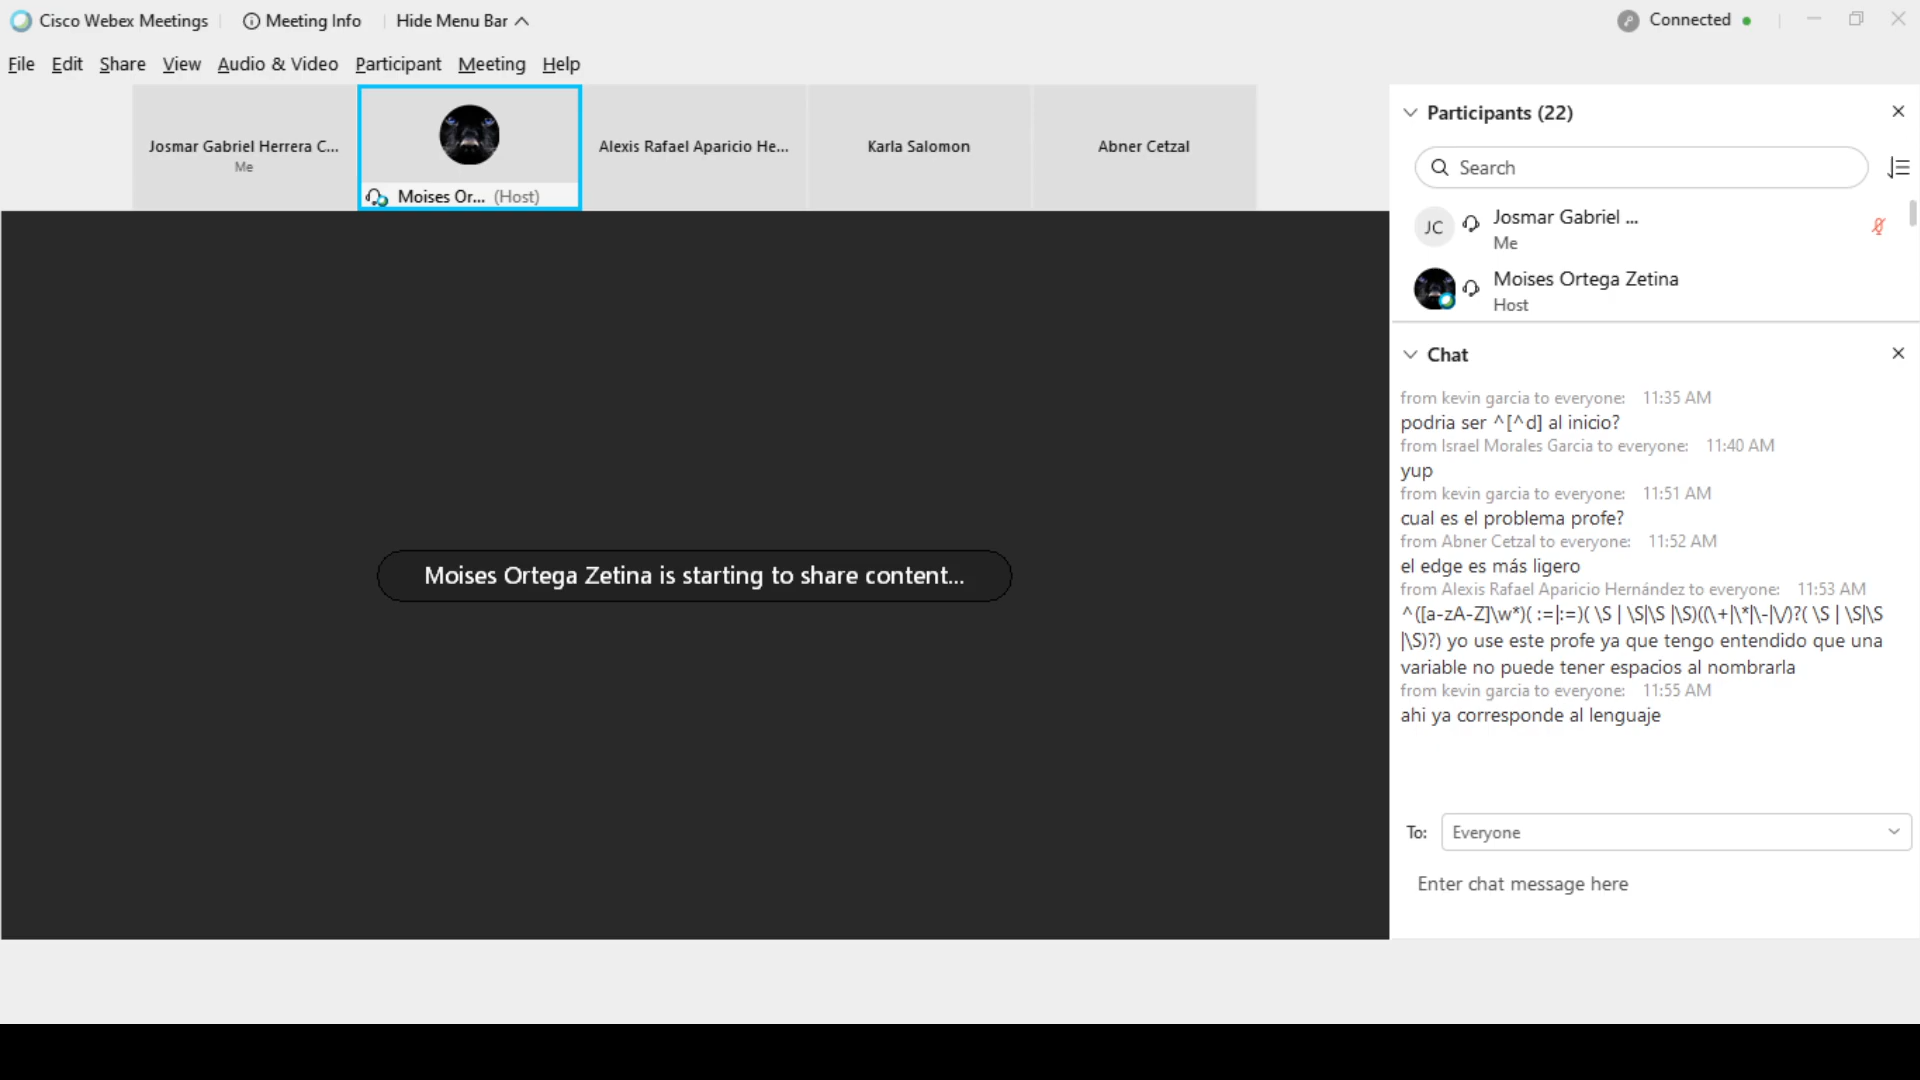 Cisco Webex Meetings
Meeting Info
Hide Menu Bar
Connected
File Edit Share View Audio & Video Participant Meeting Help
Josmar Gabriel Herrera C...
Me
Moises Or... (Host)
Alexis Rafael Aparicio He...
Karla Salomon
Abner Cetzal
Moises Ortega Zetina is starting to share content...
Participants (22)
Search
JC
Josmar Gabriel ...
Me
Moises Ortega Zetina
Host
Chat
from kevin garcia to everyone: 11:35 AM
podria ser ^[^d] al inicio?
from Israel Morales Garcia to everyone: 11:40 AM
yup
from kevin garcia to everyone: 11:51 AM
cual es el problema profe?
from Abner Cetzal to everyone: 11:52 AM
el edge es más ligero
from Alexis Rafael Aparicio Hernández to everyone: 11:53 AM
^([a-zA-Z]\w*)( :=|:=)( \S | \S|\S |\S)((\+|\*|\-|\/)?( \S | \S|\S
|\S)?) yo use este profe ya que tengo entendido que una
variable no puede tener espacios al nombrarla
from kevin garcia to everyone: 11:55 AM
ahi ya corresponde al lenguaje
To: Everyone
Enter chat message here